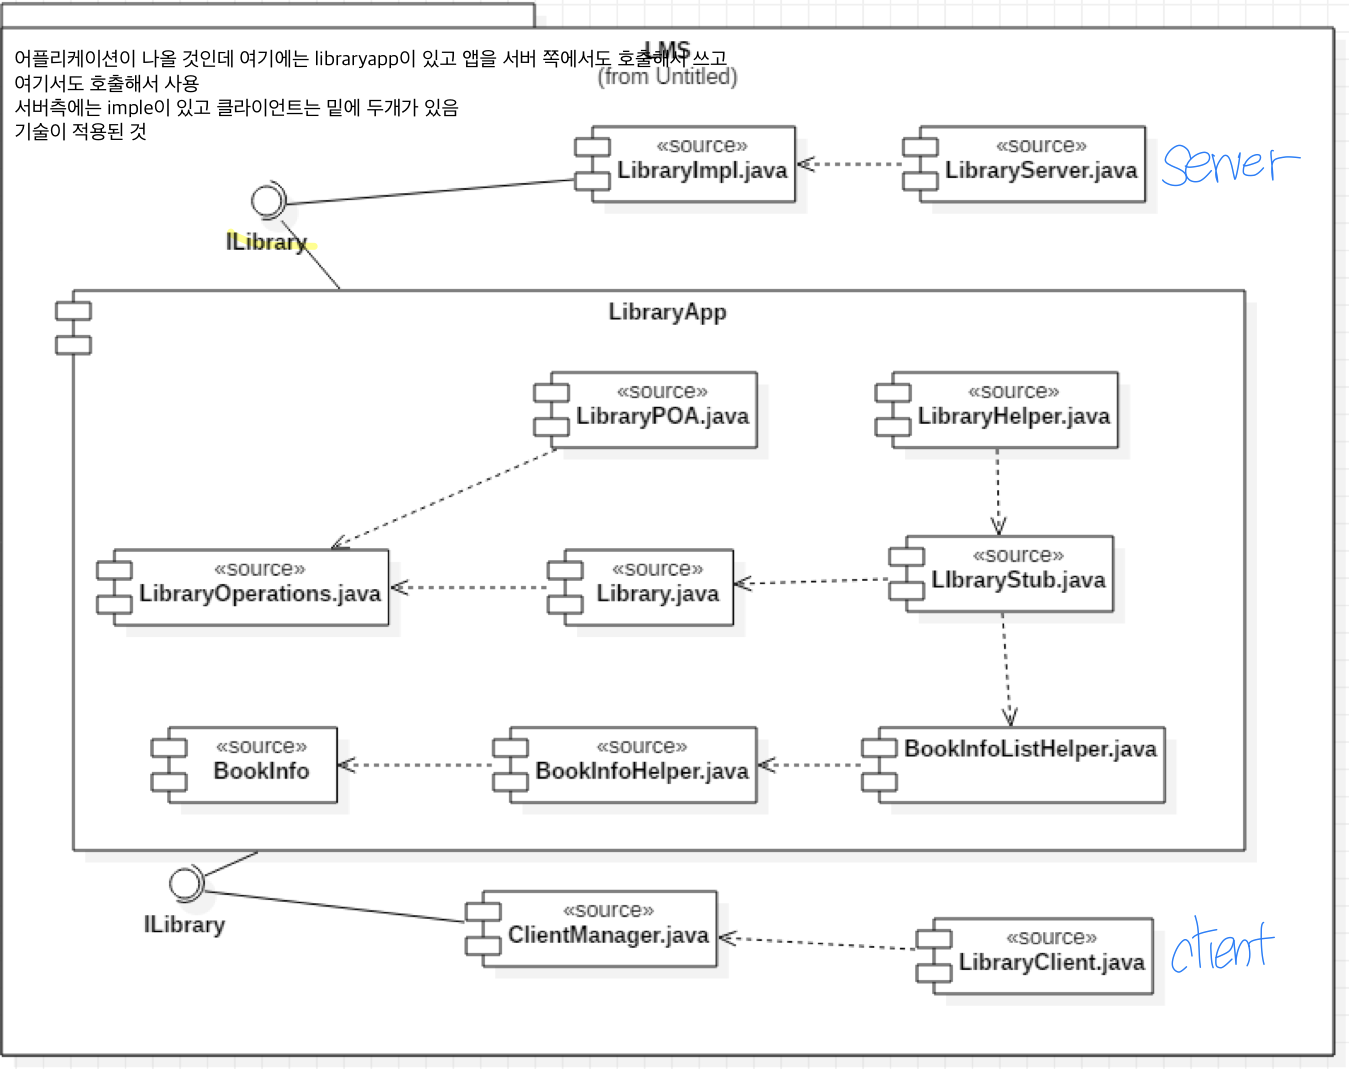 LMS
(from Untitled)
어플리케이션이 나올 것인데 여기에는 libraryapp이 있고 앱을 서버 쪽에서도 호출해서 쓰고
여기서도 호출해서 사용
서버측에는 imple이 있고 클라이언트는 밑에 두개가 있음
기술이 적용된 것
«source»
LibraryImpl.java
«source»
LibraryServer.java
server
ILibrary
LibraryApp
«source»
LibraryPOA.java
«source»
LibraryHelper.java
«source»
LibraryOperations.java
«source»
Library.java
«source»
LIbraryStub.java
«source»
BookInfo
«source»
BookInfoHelper.java
BookInfoListHelper.java
ILibrary
«source»
ClientManager.java
«source»
LibraryClient.java
client